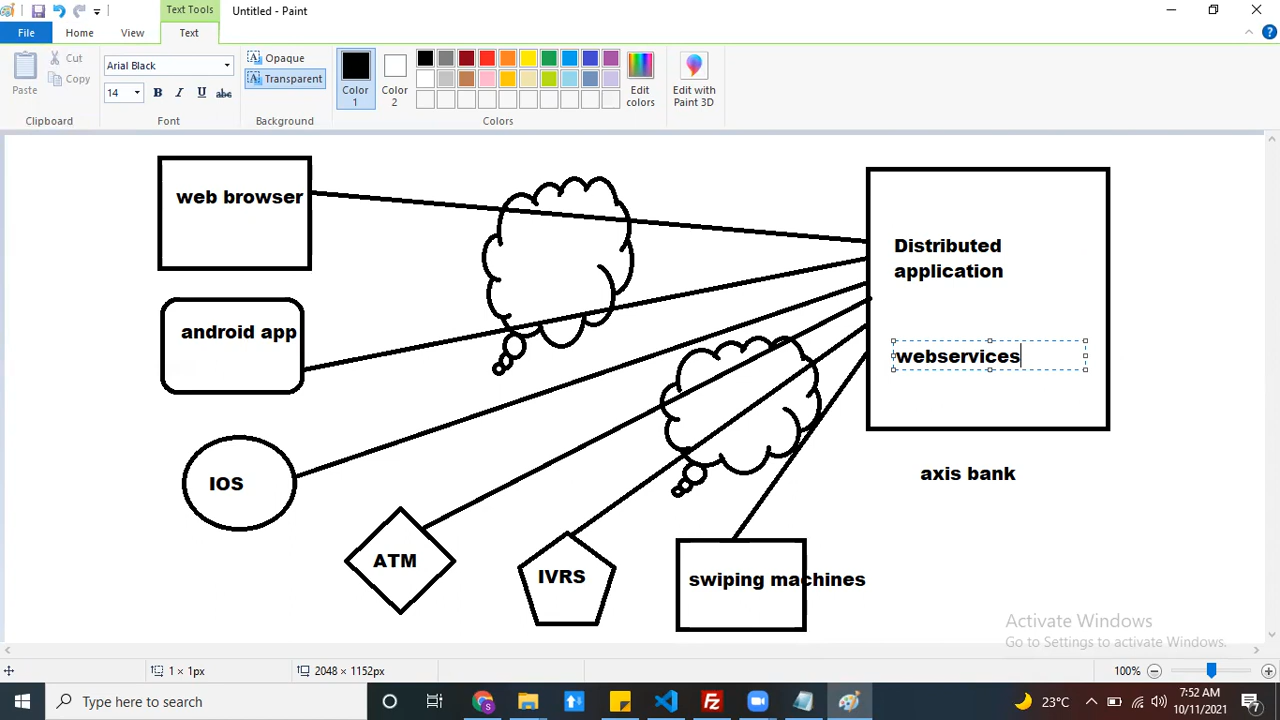 Text Tools
Untitled - Paint
File
Home
View
Text
Paste
Cut
Copy
Clipboard
Arial Black
14
B
I
U
abc
Font
Opaque
Transparent
Background
Color
1
Color
2
Edit
colors
Colors
Edit with
Paint 3D
web browser
Distributed
application
android app
webservices
IOS
axis bank
ATM
IVRS
swiping machines
Activate Windows
Go to Settings to activate Windows.
1 × 1px
2048 × 1152px
100%
Type here to search
23°C
7:52 AM
10/11/2021
7